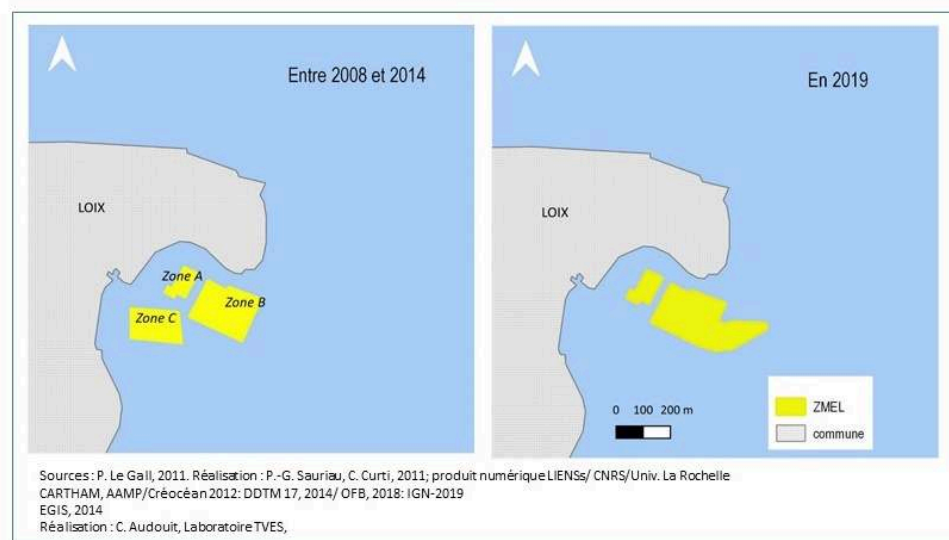 Entre 2008 et 2014
LOIX
Zone A
Zone B
Zone C
En 2019
LOIX
0 100 200 m
ZMEL
commune
Sources : P. Le Gall, 2011. Réalisation : P.-G. Sauriau, C. Curti, 2011; produit numérique LIENSs/ CNRS/Univ. La Rochelle
CARTHAM, AAMP/Créocéan 2012: DDTM 17, 2014/ OFB, 2018: IGN-2019
EGIS, 2014
Réalisation : C. Audouit, Laboratoire TVES,